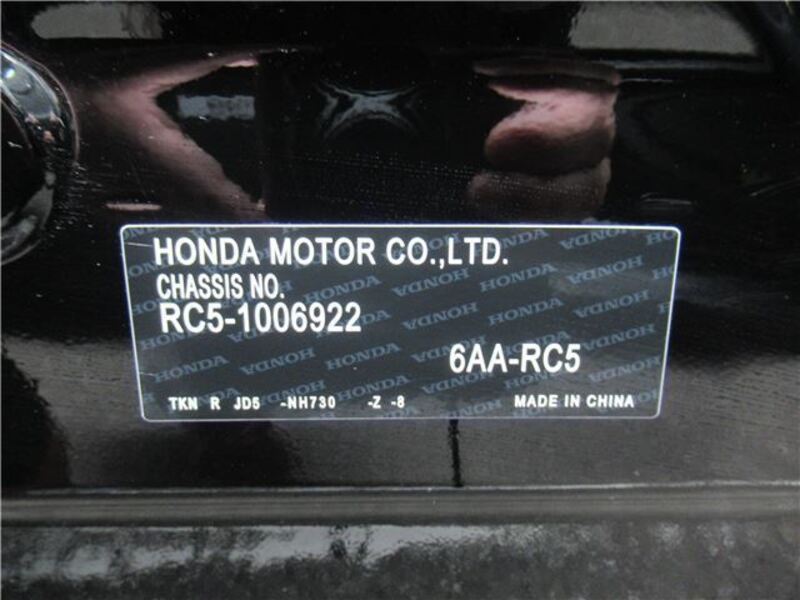 HONDA MOTOR CO.,LTD.
CHASSIS NO.
RC5-1006922
6AA-RC5
TKN R JD5 -NH730 -Z -8
MADE IN CHINA